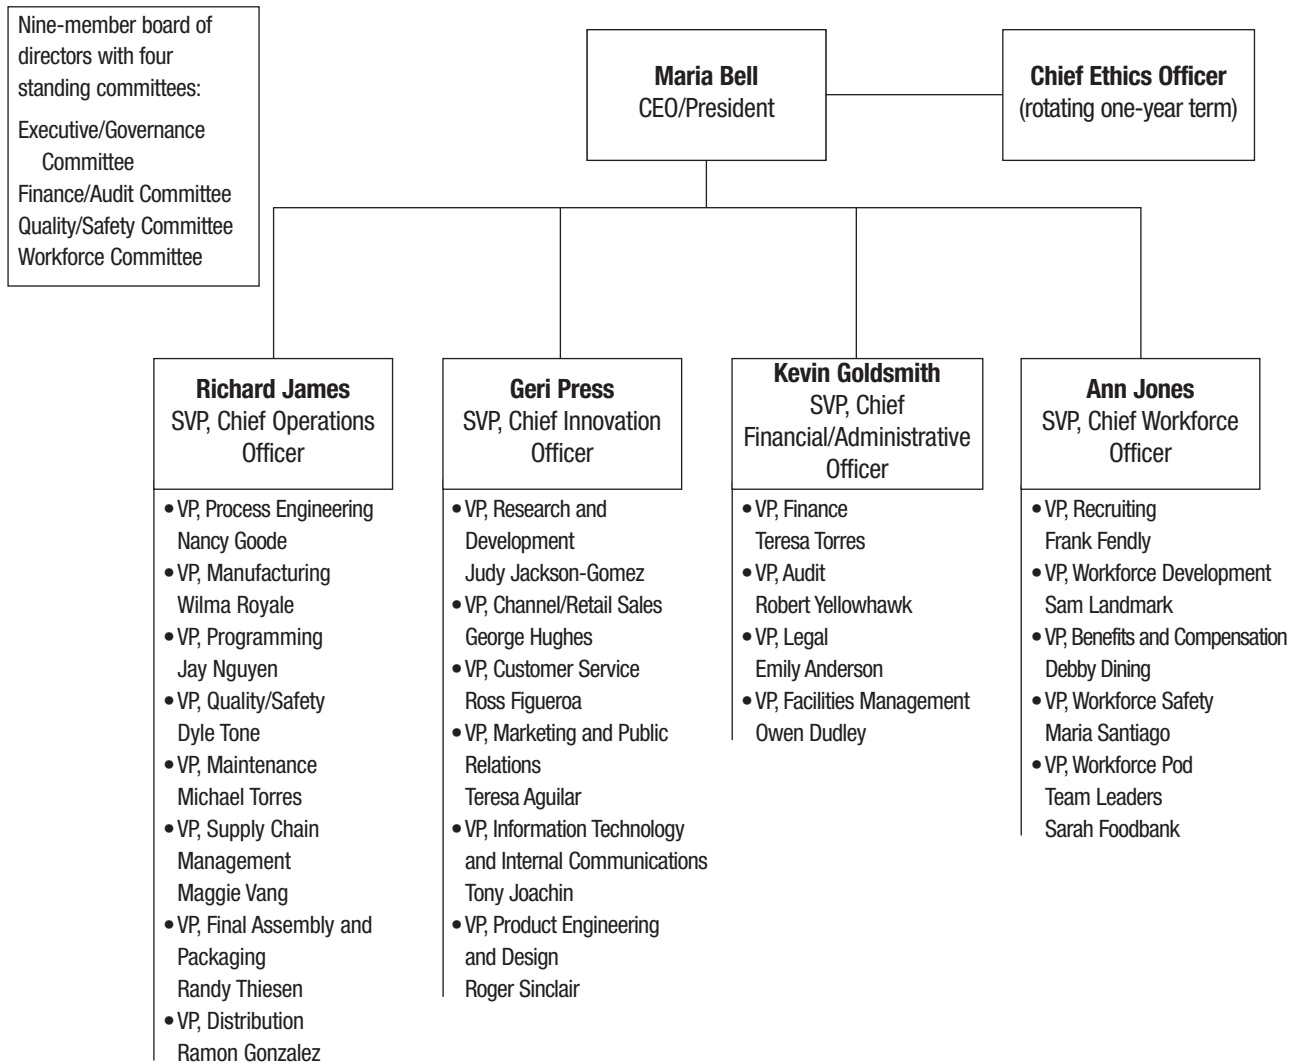 Nine-member board of
directors with four
standing committees:
Executive/Governance
Committee
Finance/Audit Committee
Quality/Safety Committee
Workforce Committee
Maria Bell
CEO/President
Chief Ethics Officer
(rotating one-year term)
Richard James
SVP, Chief Operations
Officer
• VP, Process Engineering
Nancy Goode
• VP, Manufacturing
Wilma Royale
• VP, Programming
Jay Nguyen
• VP, Quality/Safety
Dyle Tone
• VP, Maintenance
Michael Torres
• VP, Supply Chain
Management
Maggie Vang
• VP, Final Assembly and
Packaging
Randy Thiesen
• VP, Distribution
Ramon Gonzalez
Geri Press
SVP, Chief Innovation
Officer
• VP, Research and
Development
Judy Jackson-Gomez
• VP, Channel/Retail Sales
George Hughes
• VP, Customer Service
Ross Figueroa
• VP, Marketing and Public
Relations
Teresa Aguilar
• VP, Information Technology
and Internal Communications
Tony Joachin
• VP, Product Engineering
and Design
Roger Sinclair
Kevin Goldsmith
SVP, Chief
Financial/Administrative
Officer
• VP, Finance
Teresa Torres
• VP, Audit
Robert Yellowhawk
• VP, Legal
Emily Anderson
• VP, Facilities Management
Owen Dudley
Ann Jones
SVP, Chief Workforce
Officer
• VP, Recruiting
Frank Fendly
• VP, Workforce Development
Sam Landmark
• VP, Benefits and Compensation
Debby Dining
• VP, Workforce Safety
Maria Santiago
• VP, Workforce Pod
Team Leaders
Sarah Foodbank